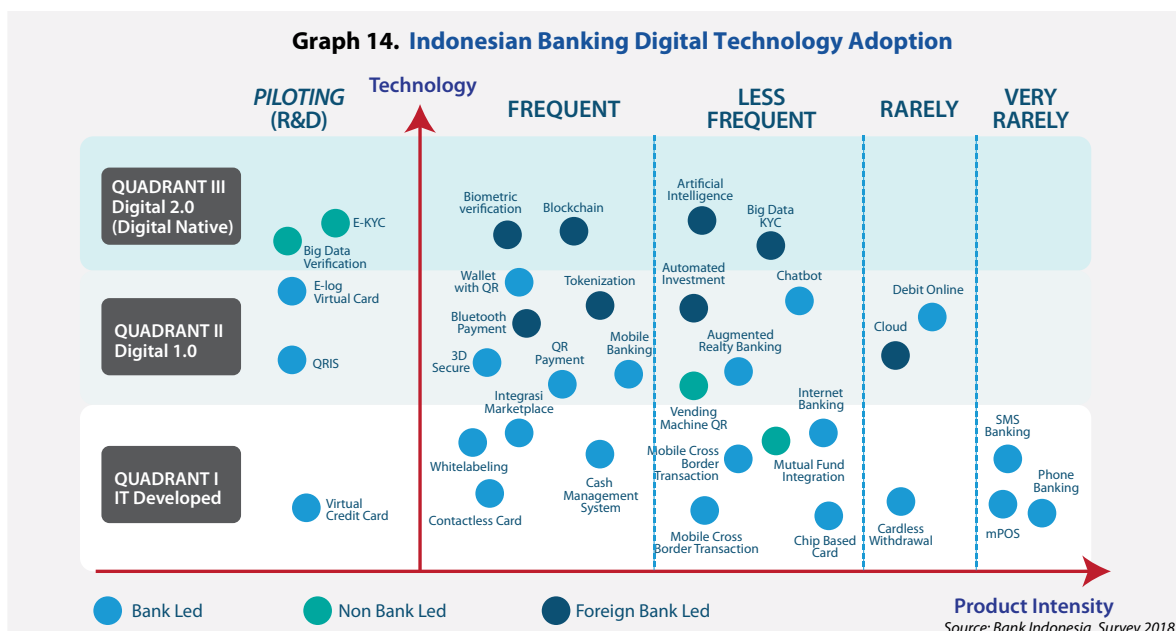 Graph 14. Indonesian Banking Digital Technology Adoption
Technology
PILOTING
(R&D)
FREQUENT
LESS
FREQUENT
RARELY
VERY
RARELY
QUADRANT III
Digital 2.0
(Digital Native)
E-KYC
Big Data
Verification
Biometric
verification
Blockchain
Artificial
Intelligence
Big Data
KYC
QUADRANT II
Digital 1.0
E-log
Virtual Card
QRIS
Wallet
with QR
Tokenization
Bluetooth
Payment
3D
Secure
QR
Payment
Mobile
Banking
Automated
Investment
Chatbot
Augmented
Realty Banking
Vending
Machine QR
Debit Online
Cloud
QUADRANT I
IT Developed
Virtual
Credit Card
Integrasi
Marketplace
Whitelabeling
Contactless Card
Cash
Management
System
Internet
Banking
Mobile Cross
Border
Transaction
Mutual Fund
Integration
Mobile Cross
Border Transaction
Chip Based
Card
Cardless
Withdrawal
SMS
Banking
Phone
Banking
mPOS
Bank Led
Non Bank Led
Foreign Bank Led
Product Intensity
Source: Bank Indonesia, Survey 2018